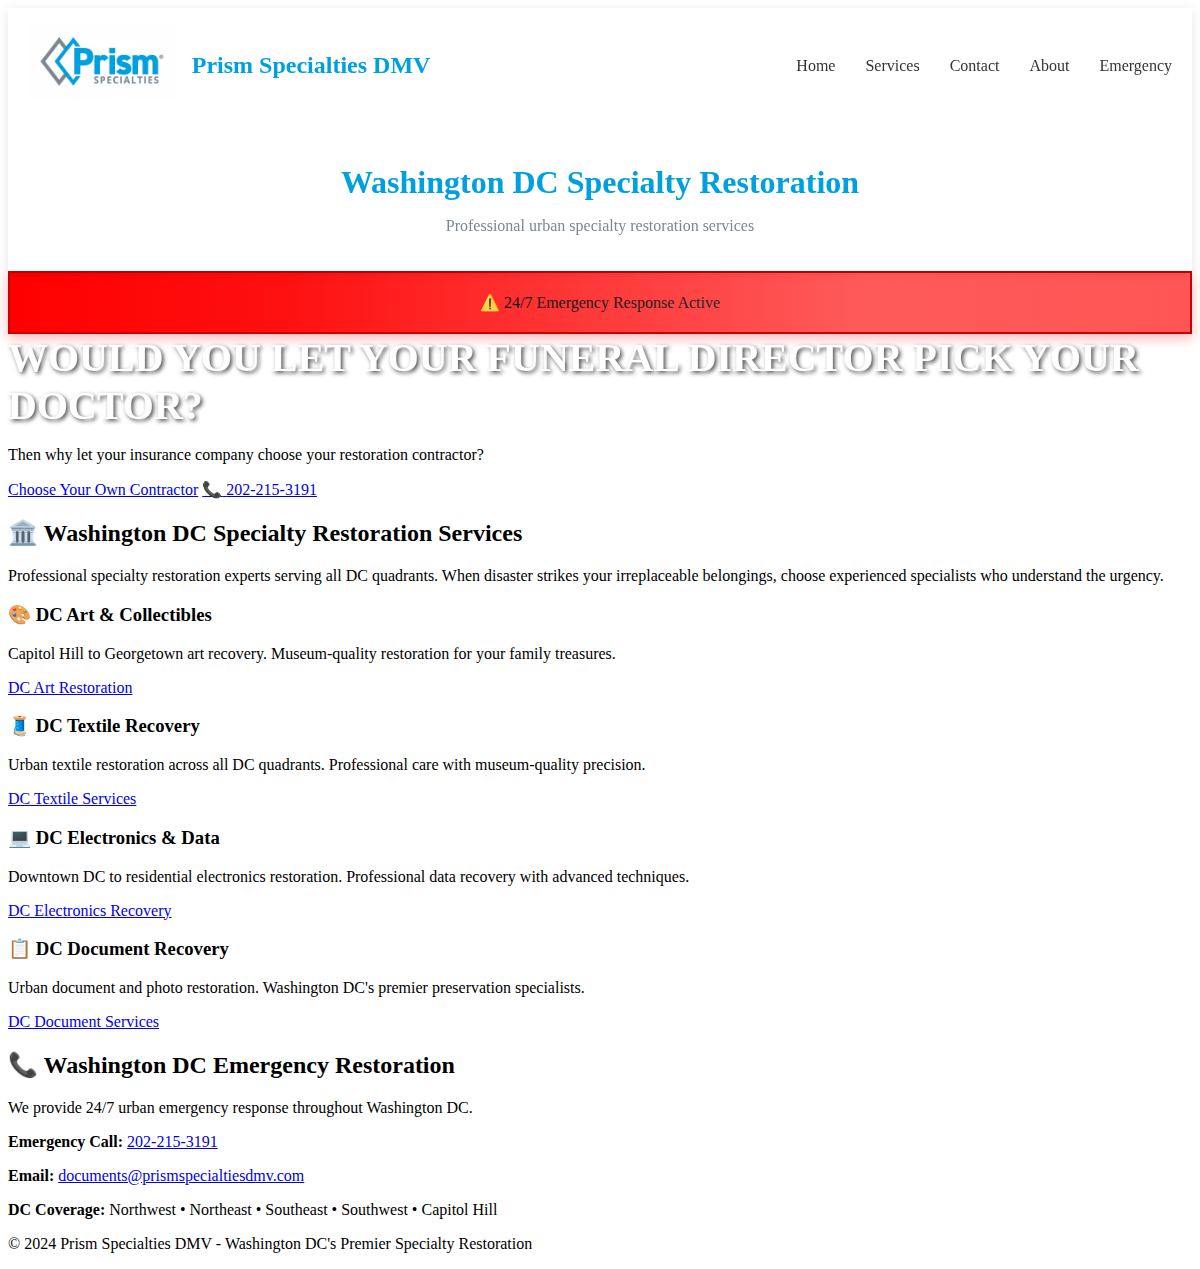 Prism®
SPECIALTIES
Prism Specialties DMV
Home Services Contact About Emergency
Washington DC Specialty Restoration
Professional urban specialty restoration services
⚠️ 24/7 Emergency Response Active
WOULD YOU LET YOUR FUNERAL DIRECTOR PICK YOUR
DOCTOR?
Then why let your insurance company choose your restoration contractor?
Choose Your Own Contractor 📞 202-215-3191
🏛️ Washington DC Specialty Restoration Services
Professional specialty restoration experts serving all DC quadrants. When disaster strikes your irreplaceable belongings, choose experienced specialists who understand the urgency.
🎨 DC Art & Collectibles
Capitol Hill to Georgetown art recovery. Museum-quality restoration for your family treasures.
DC Art Restoration
🧵 DC Textile Recovery
Urban textile restoration across all DC quadrants. Professional care with museum-quality precision.
DC Textile Services
💻 DC Electronics & Data
Downtown DC to residential electronics restoration. Professional data recovery with advanced techniques.
DC Electronics Recovery
📋 DC Document Recovery
Urban document and photo restoration. Washington DC's premier preservation specialists.
DC Document Services
📞 Washington DC Emergency Restoration
We provide 24/7 urban emergency response throughout Washington DC.
Emergency Call: 202-215-3191
Email: documents@prismspecialtiesdmv.com
DC Coverage: Northwest • Northeast • Southeast • Southwest • Capitol Hill
© 2024 Prism Specialties DMV - Washington DC's Premier Specialty Restoration